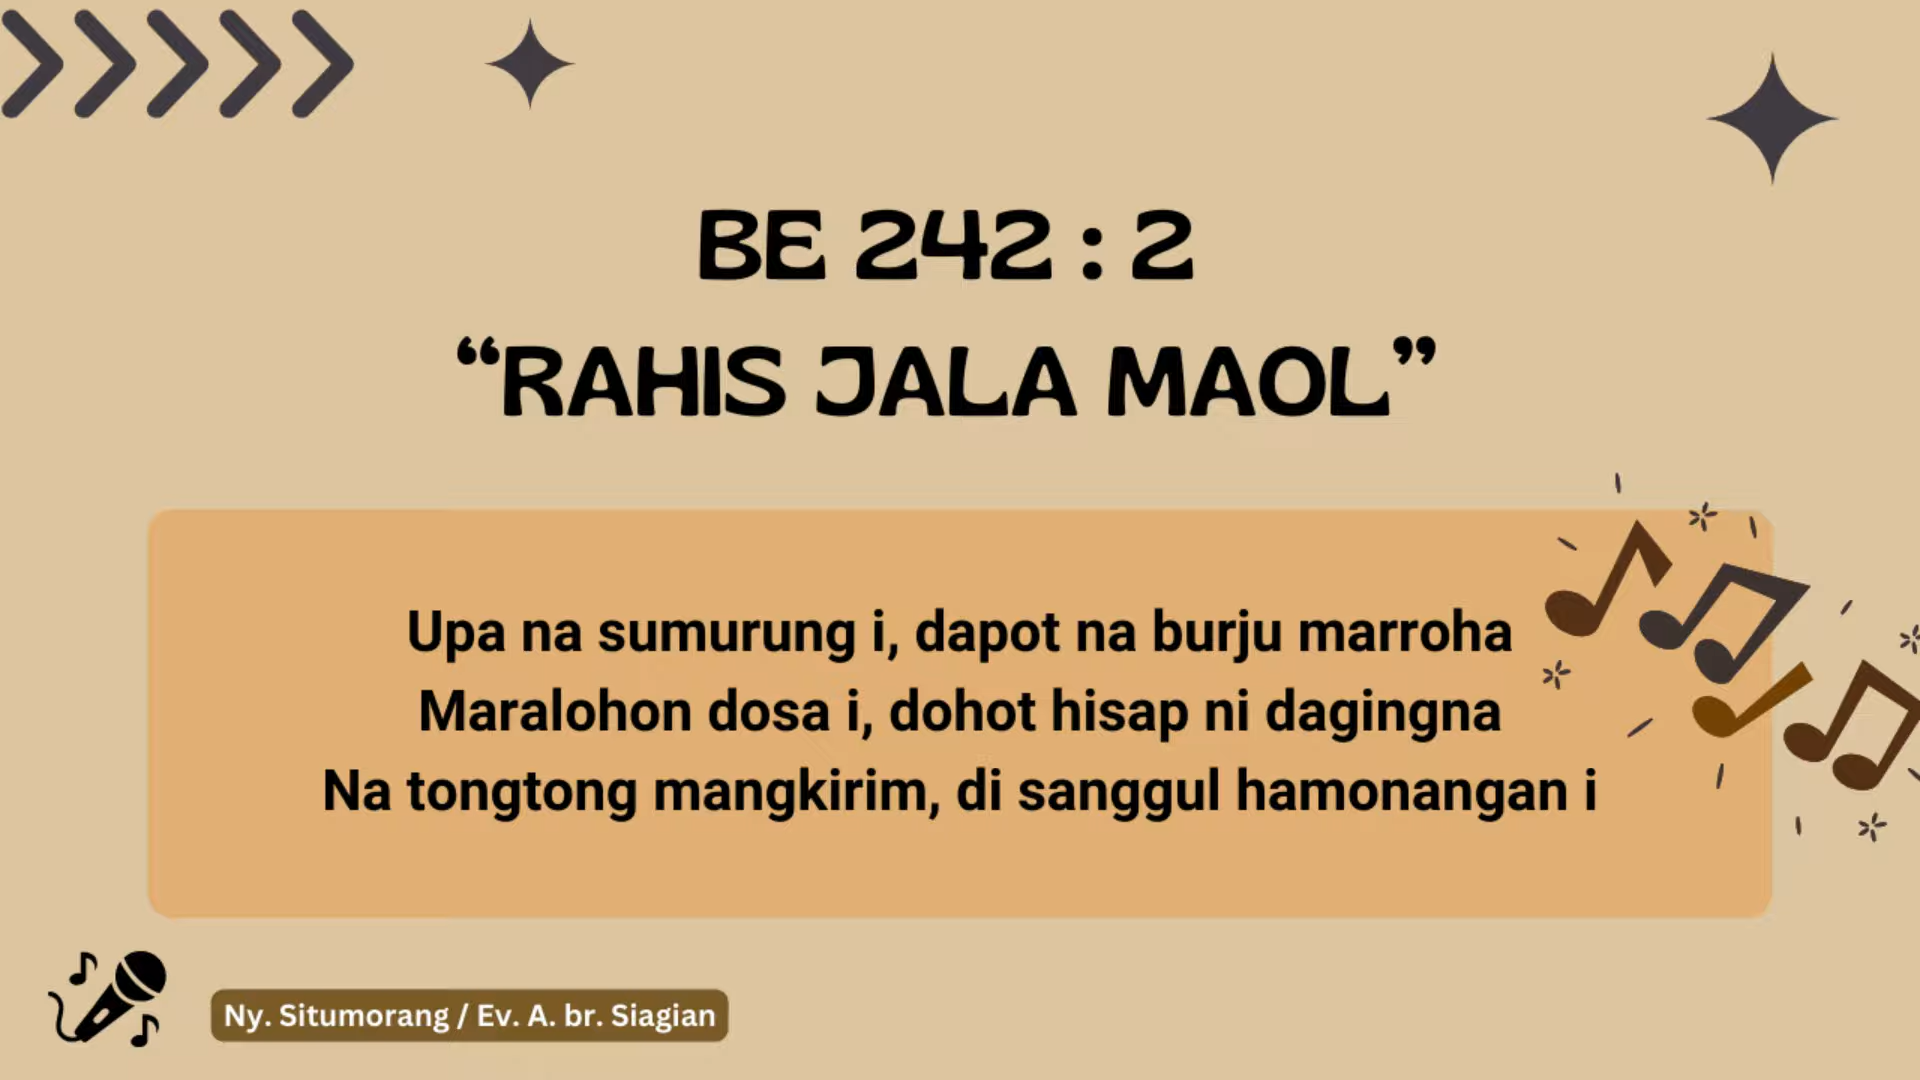 BE 242 : 2
“RAHIS JALA MAOL”
Upa na sumurung i, dapot na burju marroha
Maralohon dosa i, dohot hisap ni dagingna
Na tongtong mangkirim, di sanggul hamonangan i
Ny. Situmorang / Ev. A. br. Siagian